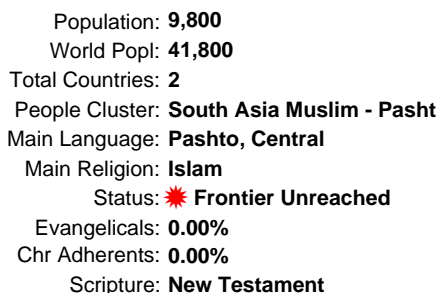 Population: 9,800
World Popl: 41,800
Total Countries: 2
People Cluster: South Asia Muslim - Pasht
Main Language: Pashto, Central
Main Religion: Islam
Status: Frontier Unreached
Evangelicals: 0.00%
Chr Adherents: 0.00%
Scripture: New Testament